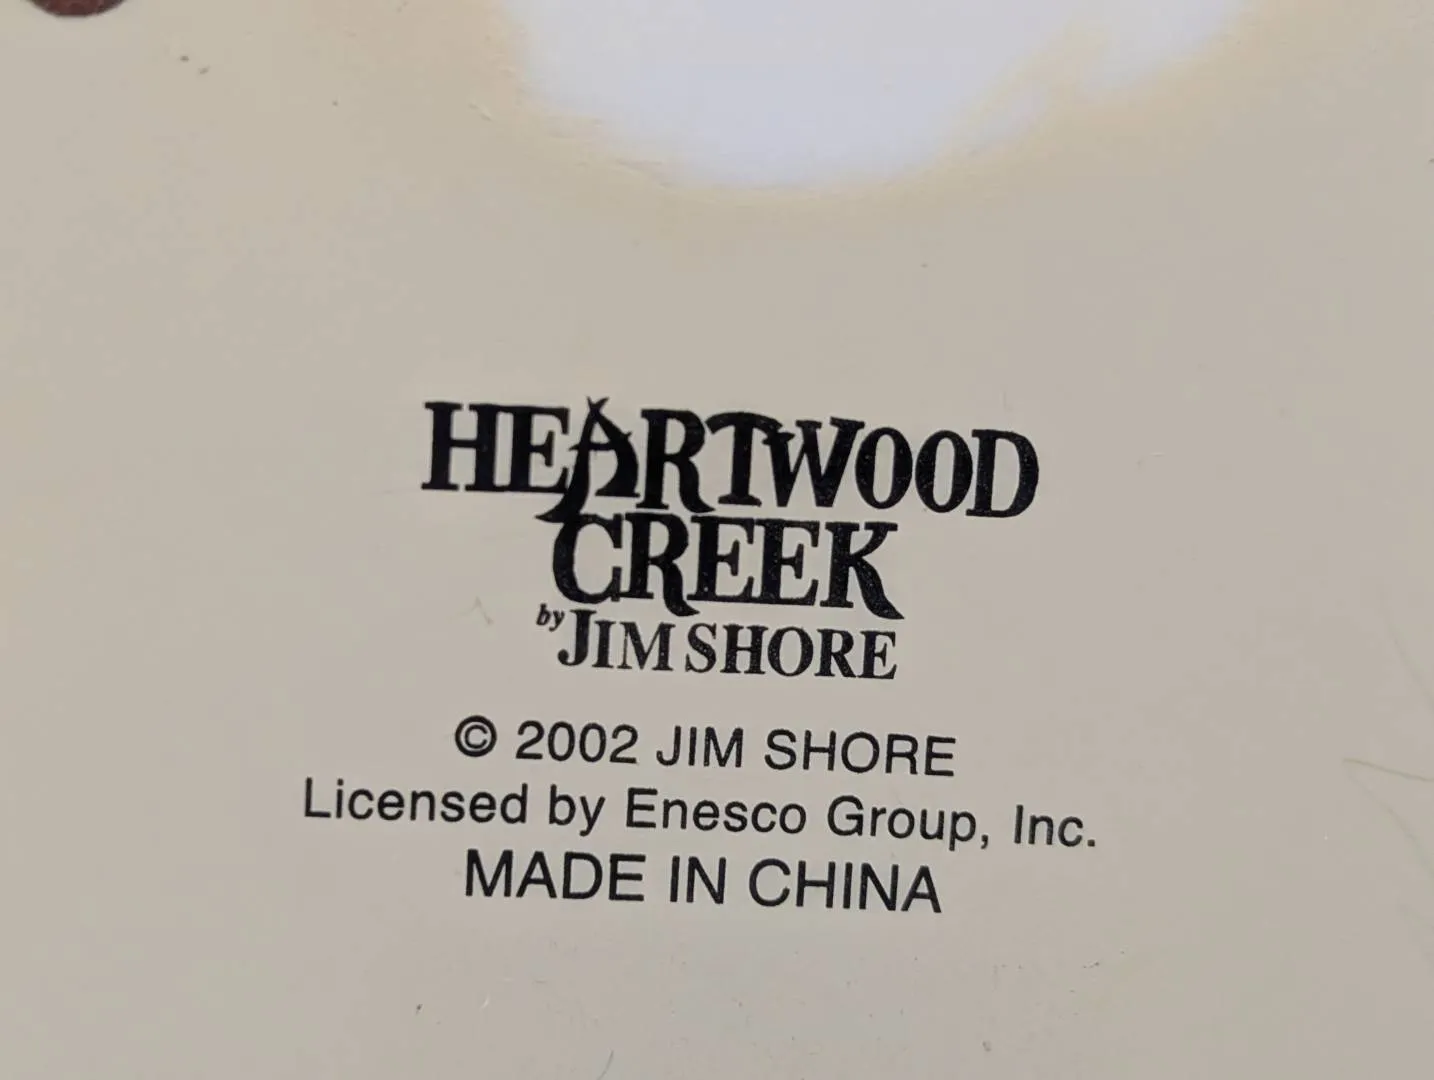 HEARTWOOD
CREEK
by JIM SHORE
© 2002 JIM SHORE
Licensed by Enesco Group, Inc.
MADE IN CHINA